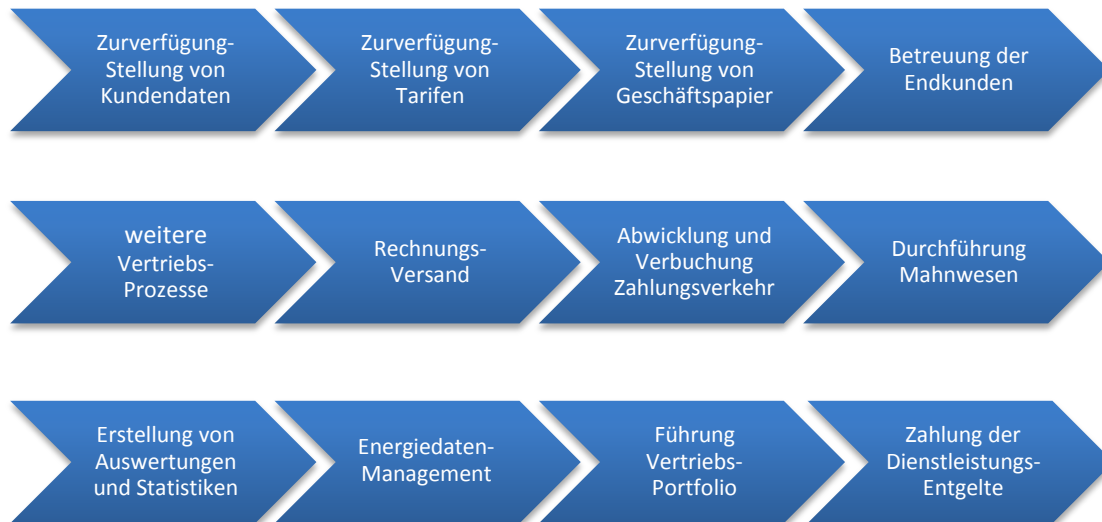 Zurverfügung-
Stellung von
Kundendaten
Zurverfügung-
Stellung von
Tarifen
Zurverfügung-
Stellung von
Geschäftspapier
Betreuung der
Endkunden
weitere
Vertriebs-
Prozesse
Rechnungs-
Versand
Abwicklung und
Verbuchung
Zahlungsverkehr
Durchführung
Mahnwesen
Erstellung von
Auswertungen
und Statistiken
Energiedaten-
Management
Führung
Vertriebs-
Portfolio
Zahlung der
Dienstleistungs-
Entgelte